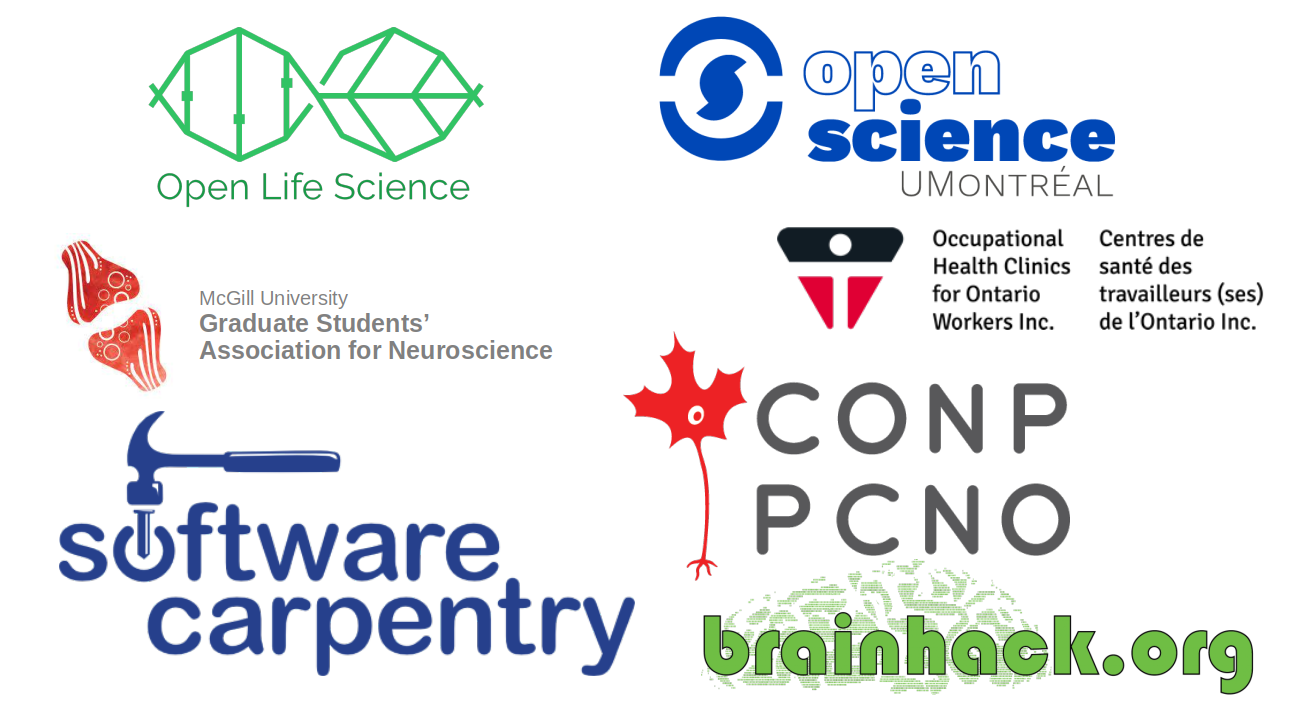 Open Life Science
open
science
UMONTRÉAL
McGill University
Graduate Students’
Association for Neuroscience
Occupational
Health Clinics
for Ontario
Workers Inc.
Centres de
santé des
travailleurs (ses)
de l’Ontario Inc.
software
carpentry
CONP
PCNO
brainhack.org